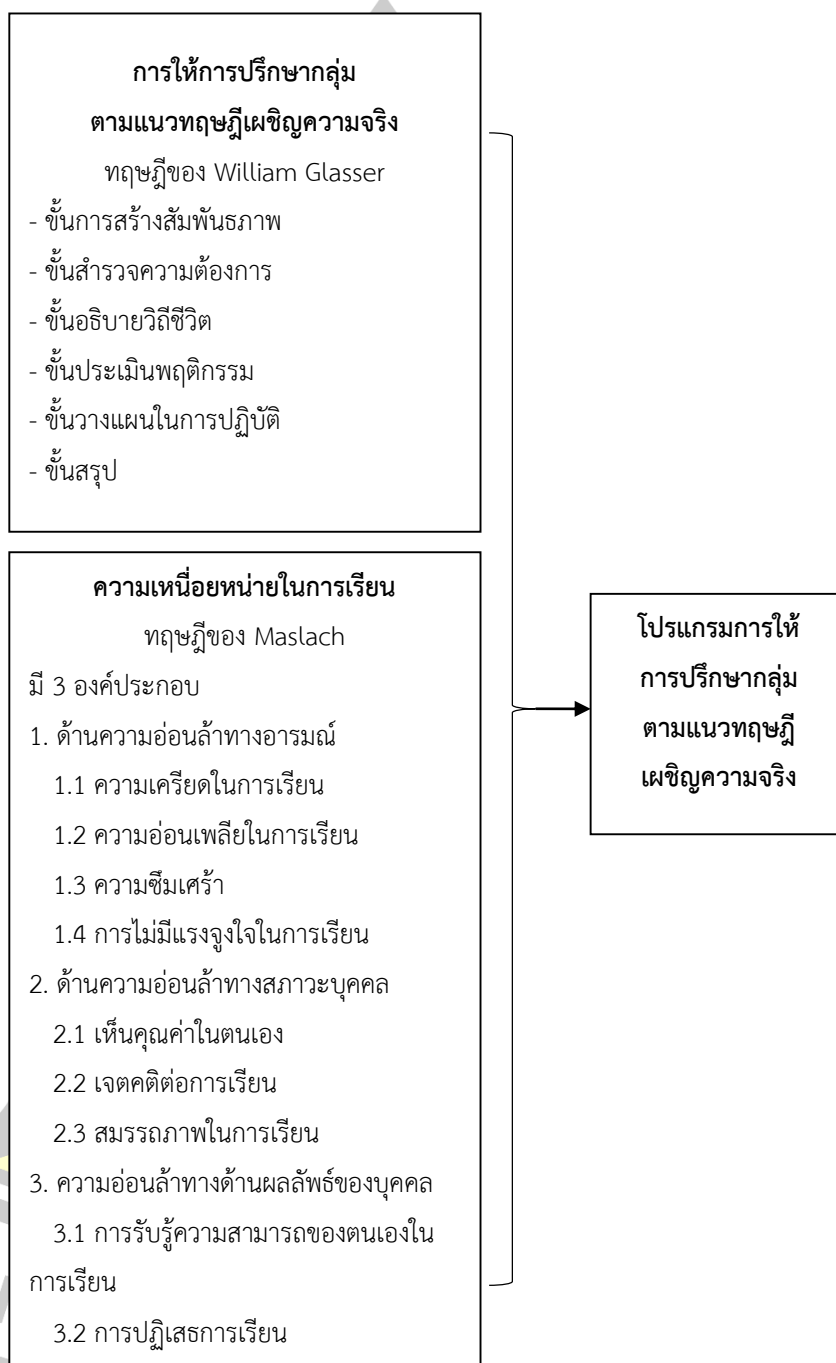 การให้การปรึกษากลุ่ม
ตามแนวทฤษฎีเผชิญความจริง
ทฤษฎีของ William Glasser
- ขั้นการสร้างสัมพันธภาพ
- ขั้นสำรวจความต้องการ
- ขั้นอธิบายวิถีชีวิต
- ขั้นประเมินพฤติกรรม
- ขั้นวางแผนในการปฏิบัติ
- ขั้นสรุป
ความเหนื่อยหน่ายในการเรียน
ทฤษฎีของ Maslach
มี 3 องค์ประกอบ
1. ด้านความอ่อนล้าทางอารมณ์
1.1 ความเครียดในการเรียน
1.2 ความอ่อนเพลียในการเรียน
1.3 ความซึมเศร้า
1.4 การไม่มีแรงจูงใจในการเรียน
2. ด้านความอ่อนล้าทางสภาวะบุคคล
2.1 เห็นคุณค่าในตนเอง
2.2 เจตคติต่อการเรียน
2.3 สมรรถภาพในการเรียน
3. ความอ่อนล้าทางด้านผลลัพธ์ของบุคคล
3.1 การรับรู้ความสามารถของตนเองใน
การเรียน
3.2 การปฏิเสธการเรียน
โปรแกรมการให้
การปรึกษากลุ่ม
ตามแนวทฤษฎี
เผชิญความจริง